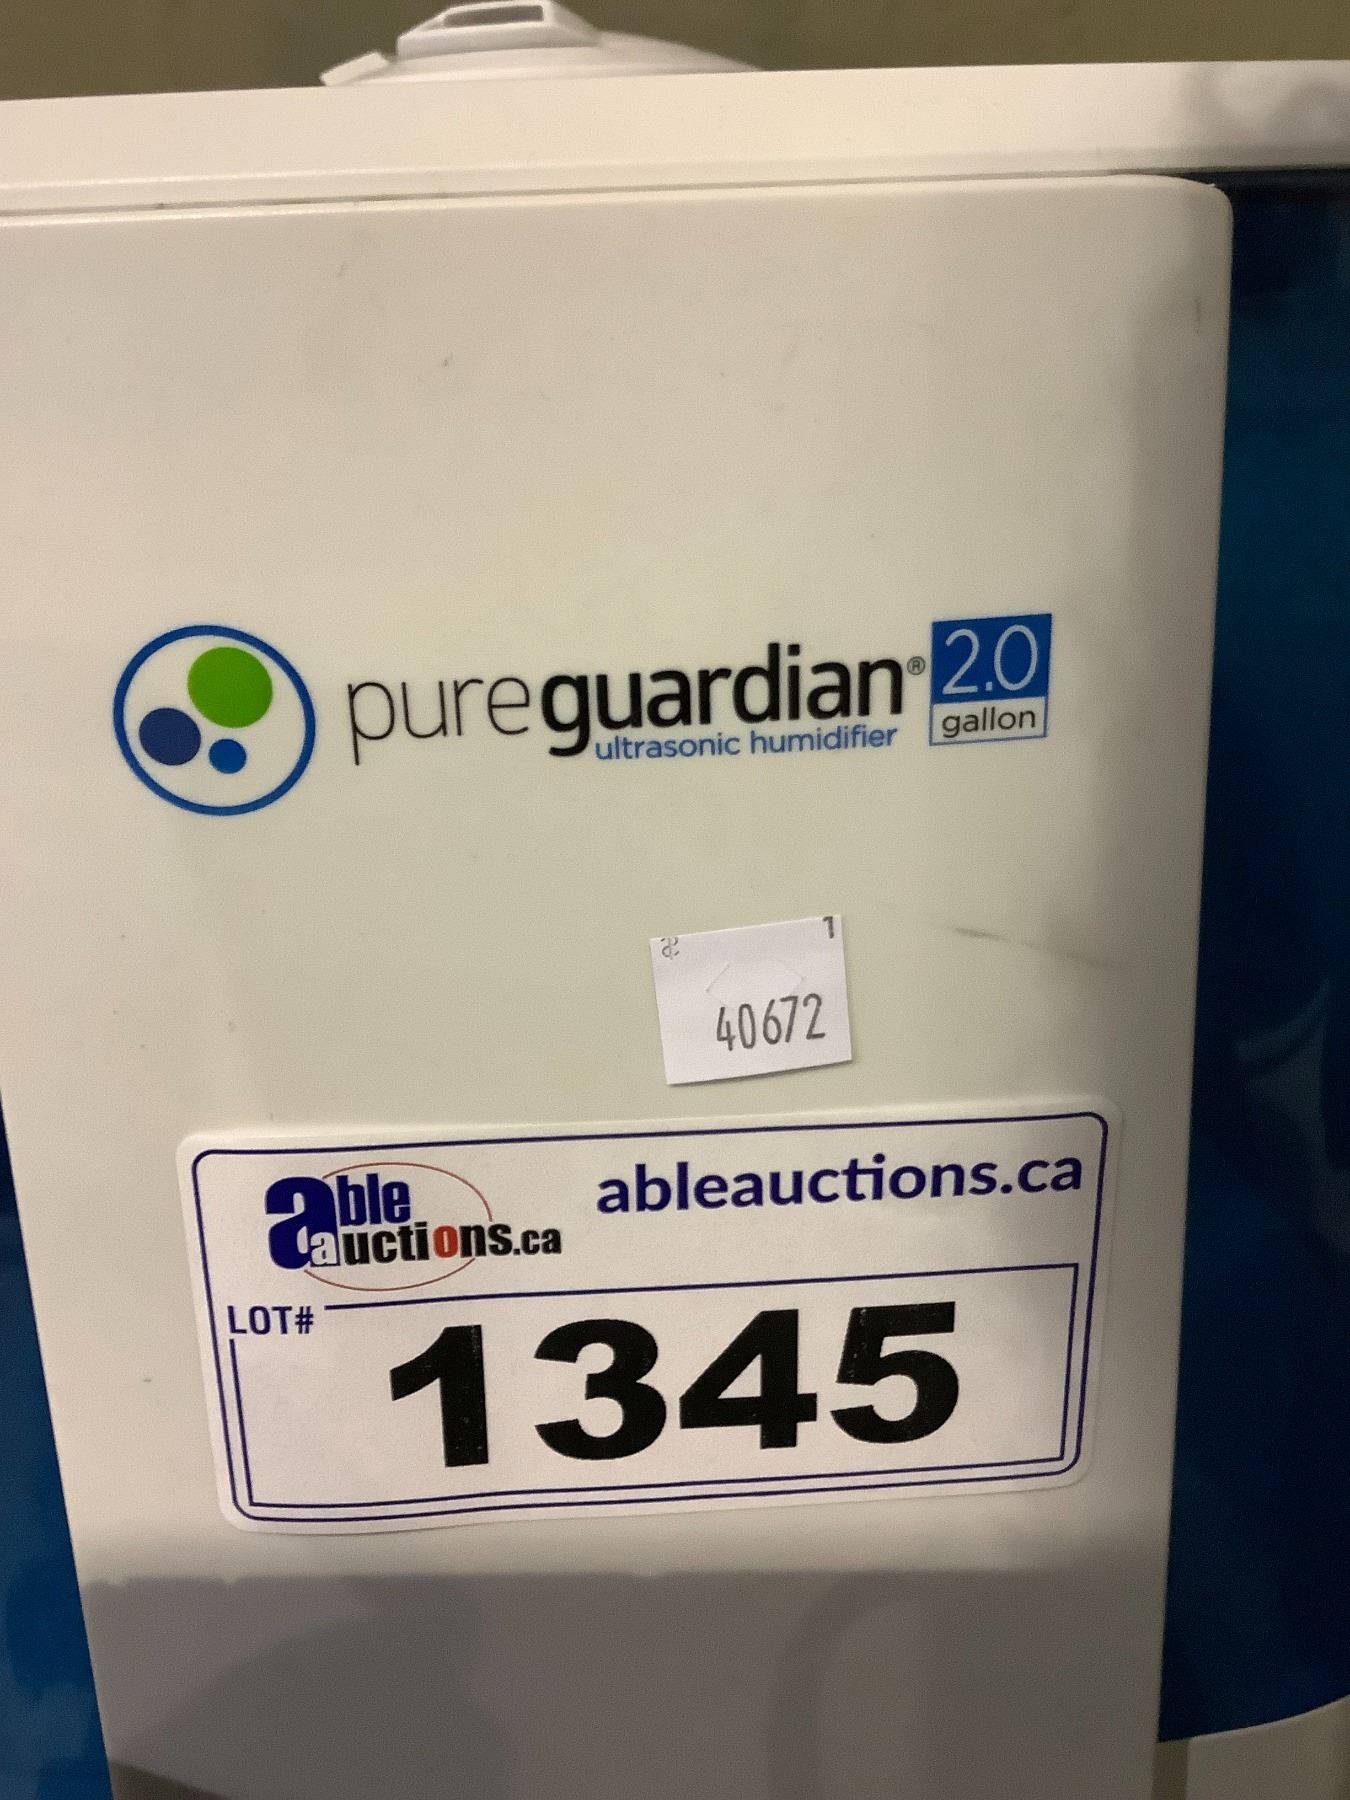 pureguardian® 2.0
ultrasonic humidifier gallon
1
40672
able auctions.ca
ableauctions.ca
LOT#
1345